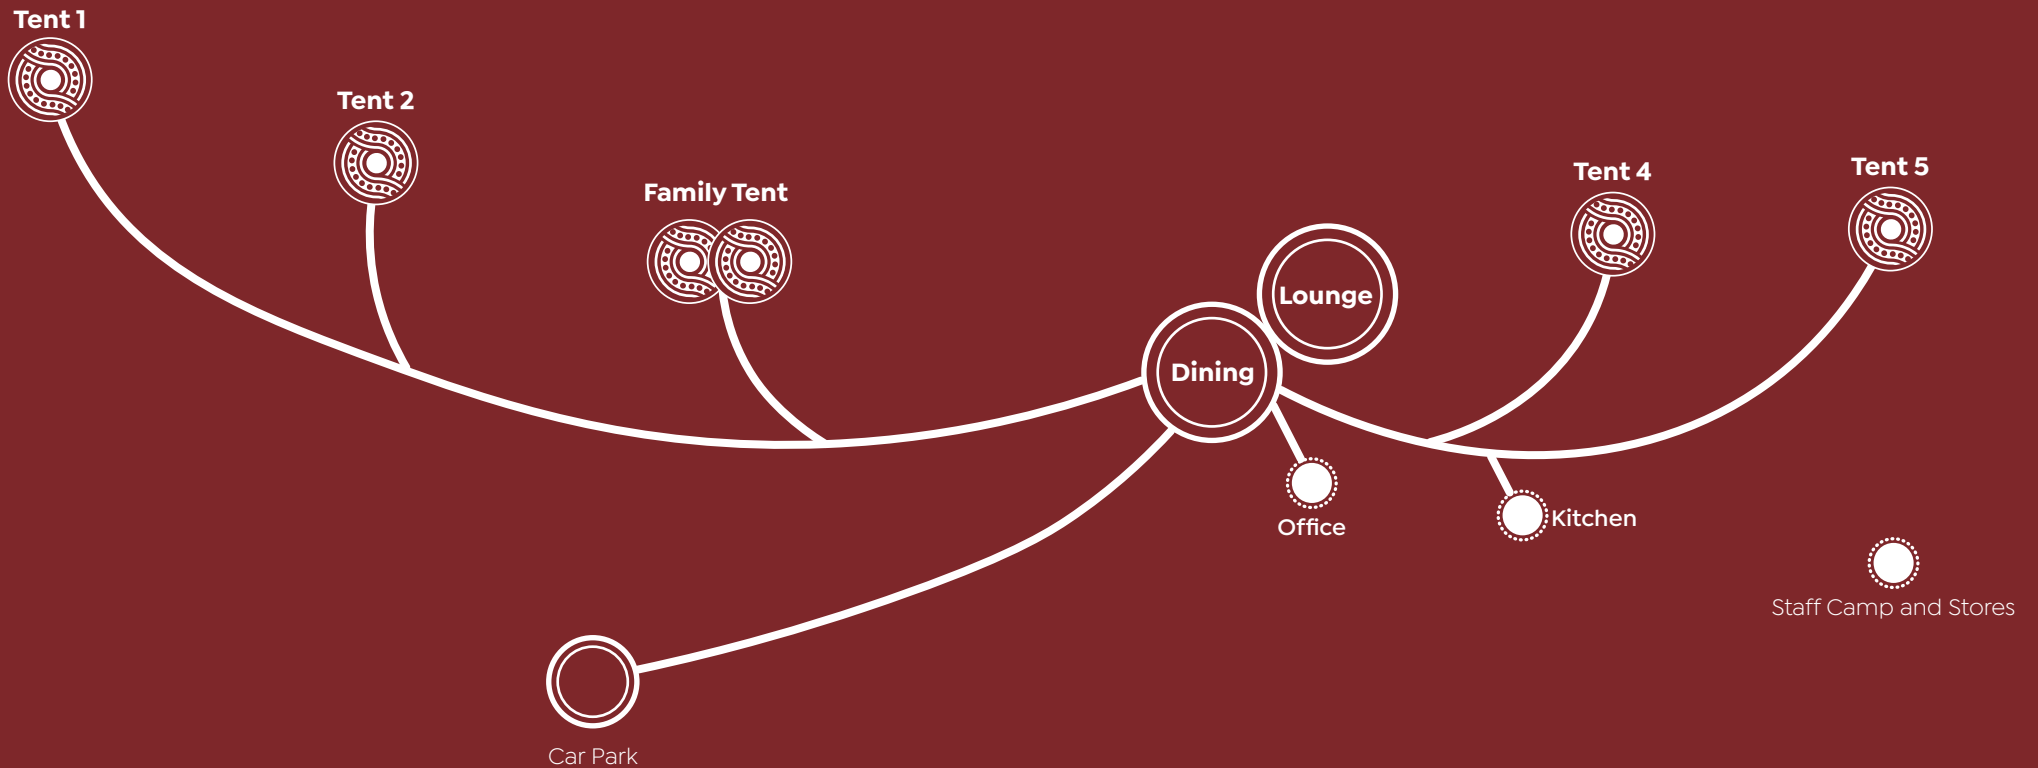 Tent 1
Tent 2
Family Tent
Tent 4
Tent 5
Lounge
Dining
Office
Kitchen
Staff Camp and Stores
Car Park